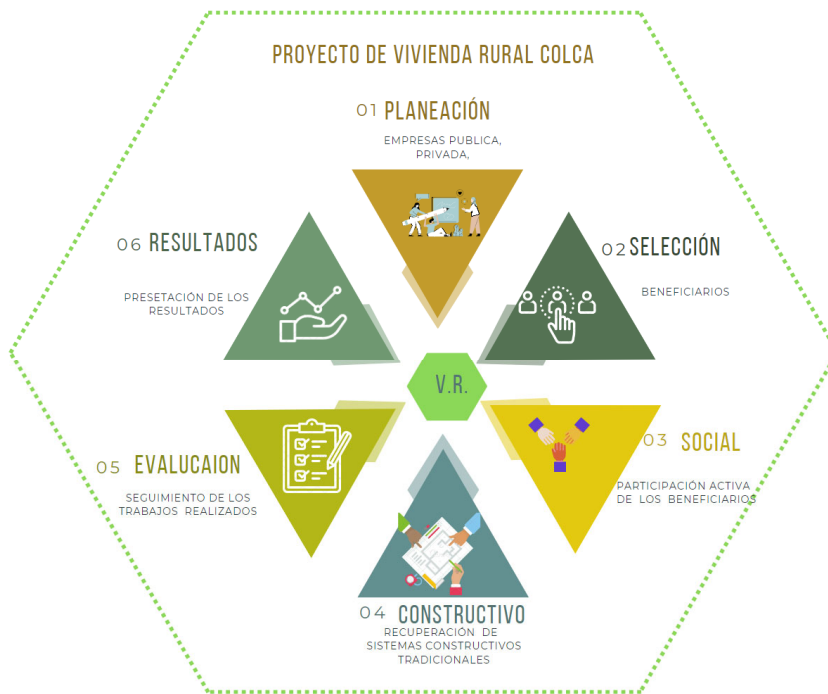 PROYECTO DE VIVIENDA RURAL COLCA
01 PLANEACIÓN
EMPRESAS PUBLICA,
PRIVADA,
02 SELECCIÓN
BENEFICIARIOS
03 SOCIAL
PARTICIPACIÓN ACTIVA
DE LOS BENEFICIARIOS
04 CONSTRUCTIVO
RECUPERACIÓN DE
SISTEMAS CONSTRUCTIVOS
TRADICIONALES
05 EVALUCAION
SEGUIMIENTO DE LOS
TRABAJOS REALIZADOS
06 RESULTADOS
PRESETACIÓN DE LOS
RESULTADOS
V.R.